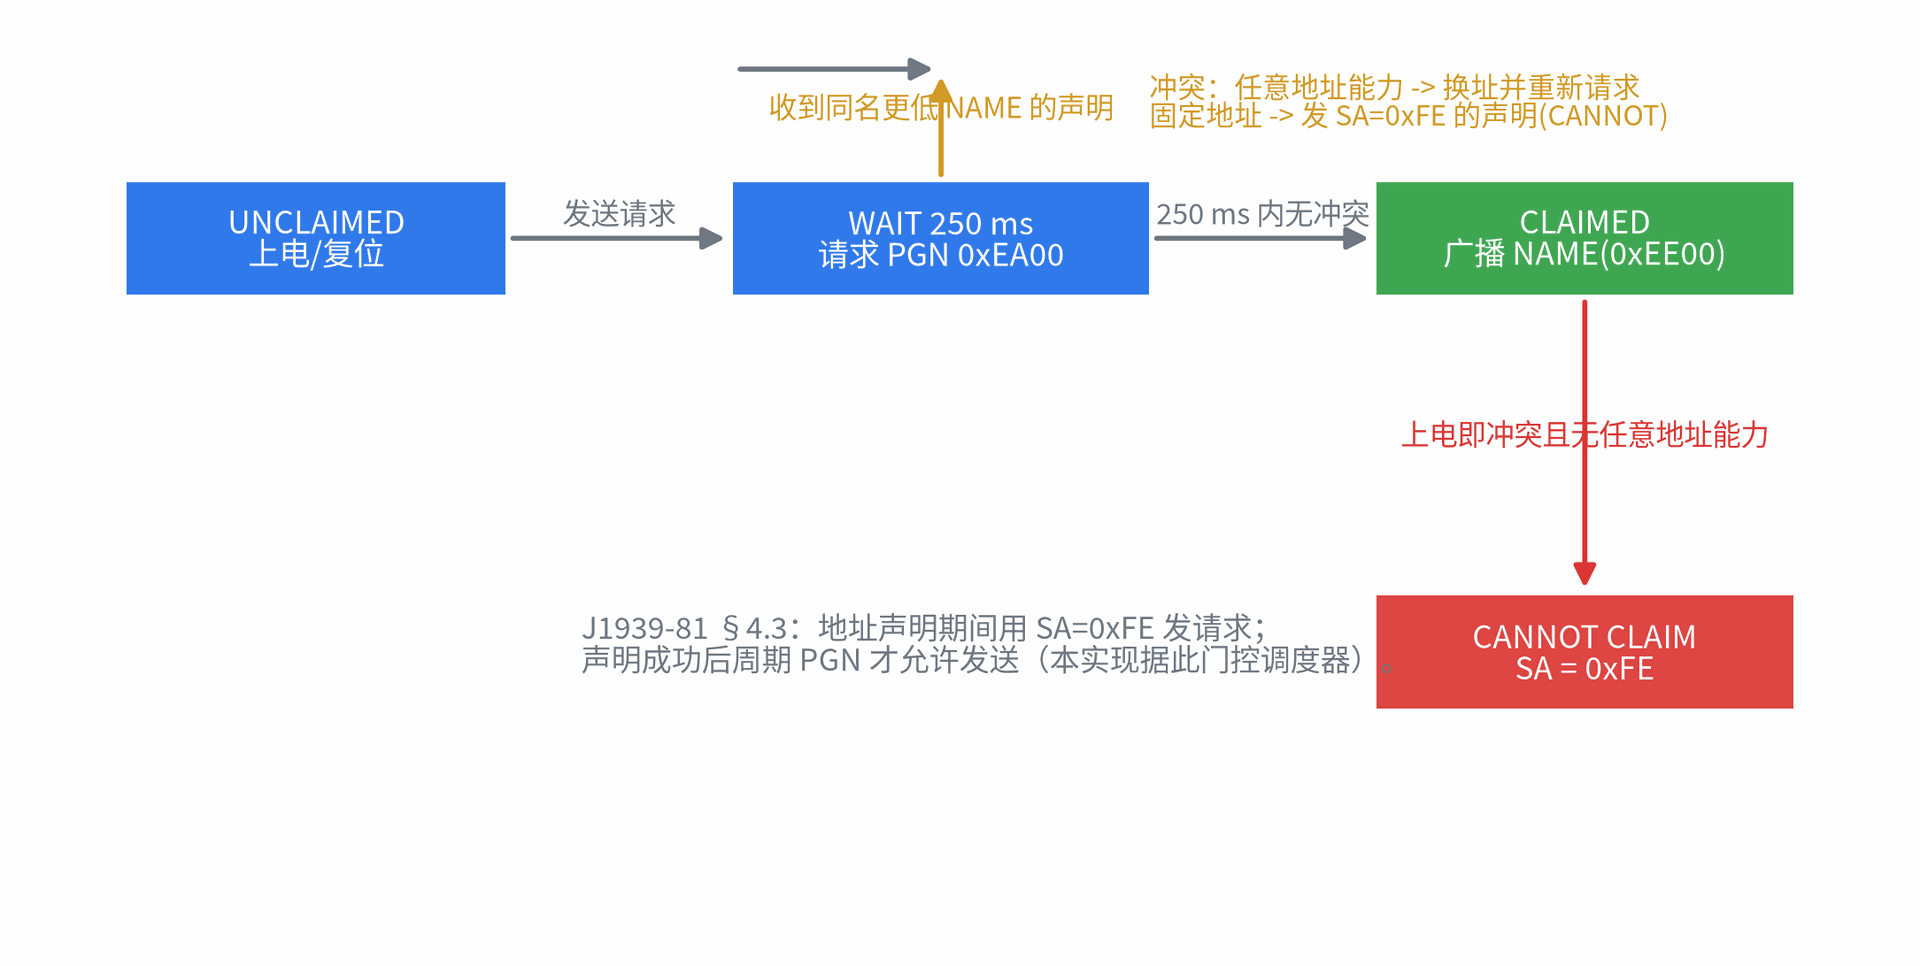 收到同名更低 NAME 的声明
冲突：任意地址能力 -> 换址并重新请求
固定地址 -> 发 SA=0xFE 的声明(CANNOT)
UNCLAIMED
上电/复位
发送请求
WAIT 250 ms
请求 PGN 0xEA00
250 ms 内无冲突
CLAIMED
广播 NAME(0xEE00)
上电即冲突且无任意地址能力
J1939-81 §4.3：地址声明期间用 SA=0xFE 发请求；
声明成功后周期 PGN 才允许发送（本实现据此门控调度器）。
CANNOT CLAIM
SA = 0xFE